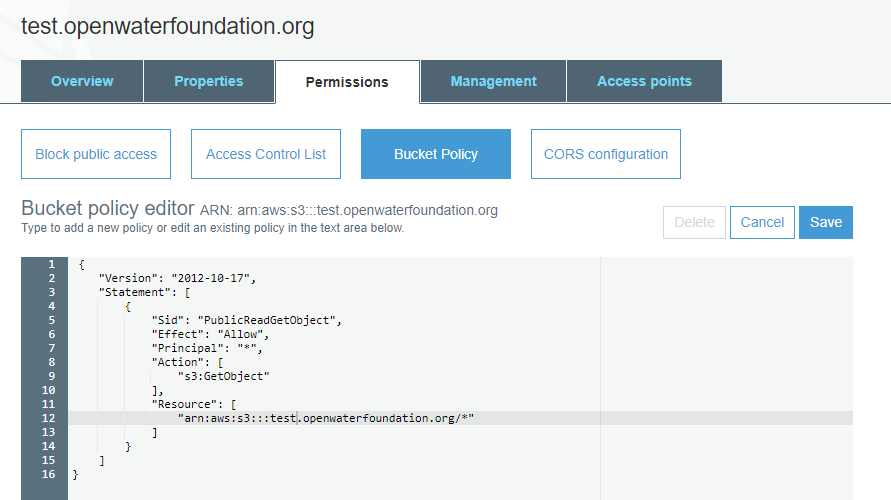 test.openwaterfoundation.org
Overview Properties Permissions Management Access points
Block public access Access Control List Bucket Policy CORS configuration
Bucket policy editor ARN: arn:aws:s3:::test.openwaterfoundation.org
Type to add a new policy or edit an existing policy in the text area below.
Delete Cancel Save
1 {
2 "Version": "2012-10-17",
3 "Statement": [
4 {
5 "Sid": "PublicReadGetObject",
6 "Effect": "Allow",
7 "Principal": "*",
8 "Action": [
9 "s3:GetObject"
10 ],
11 "Resource": [
12 "arn:aws:s3:::test.openwaterfoundation.org/*"
13 ]
14 }
15 ]
16 }